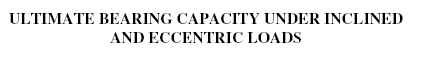 ULTIMATE BEARING CAPACITY UNDER INCLINED
AND ECCENTRIC LOADS